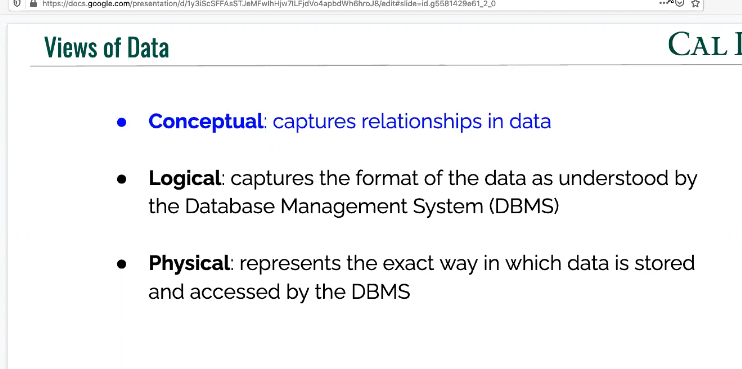 Views of Data
CAL
Conceptual: captures relationships in data
Logical: captures the format of the data as understood by
the Database Management System (DBMS)
Physical: represents the exact way in which data is stored
and accessed by the DBMS